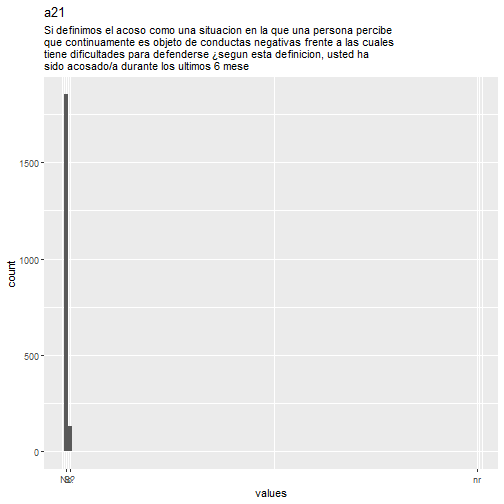 a21
Si definimos el acoso como una situacion en la que una persona percibe
que continuamente es objeto de conductas negativas frente a las cuales
tiene dificultades para defenderse ¿segun esta definicion, usted ha
sido acosado/a durante los ultimos 6 mese
1500
1000
500
0
count
nr
values